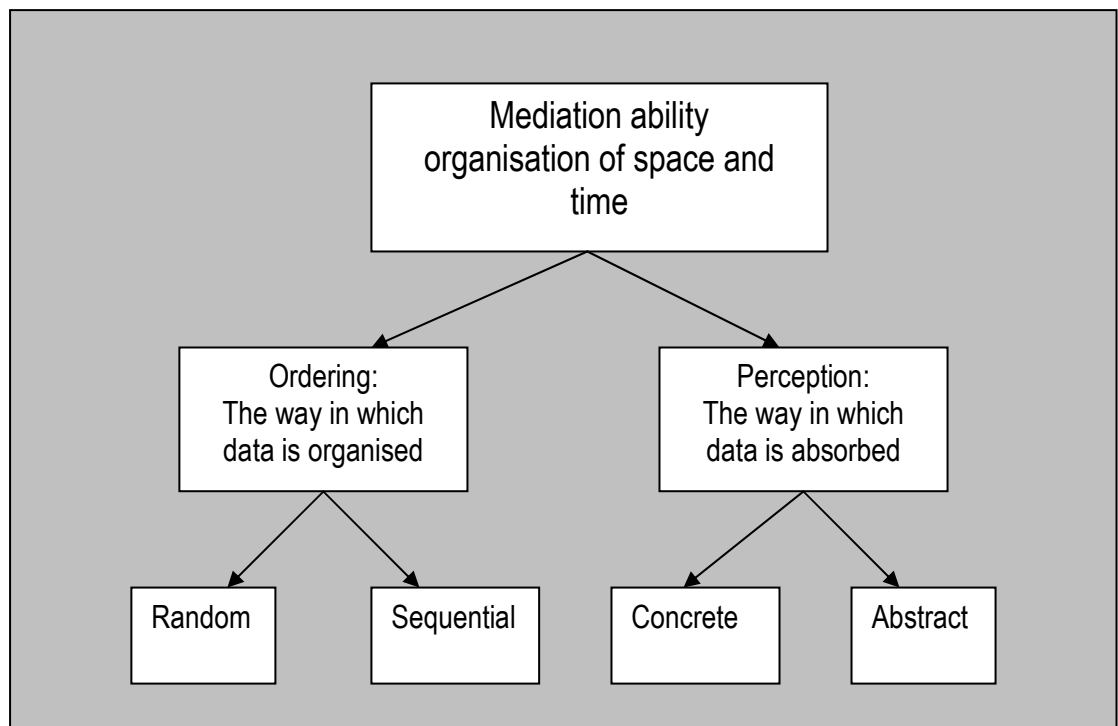 Mediation ability
organisation of space and
time
Ordering:
The way in which
data is organised
Perception:
The way in which
data is absorbed
Random
Sequential
Concrete
Abstract